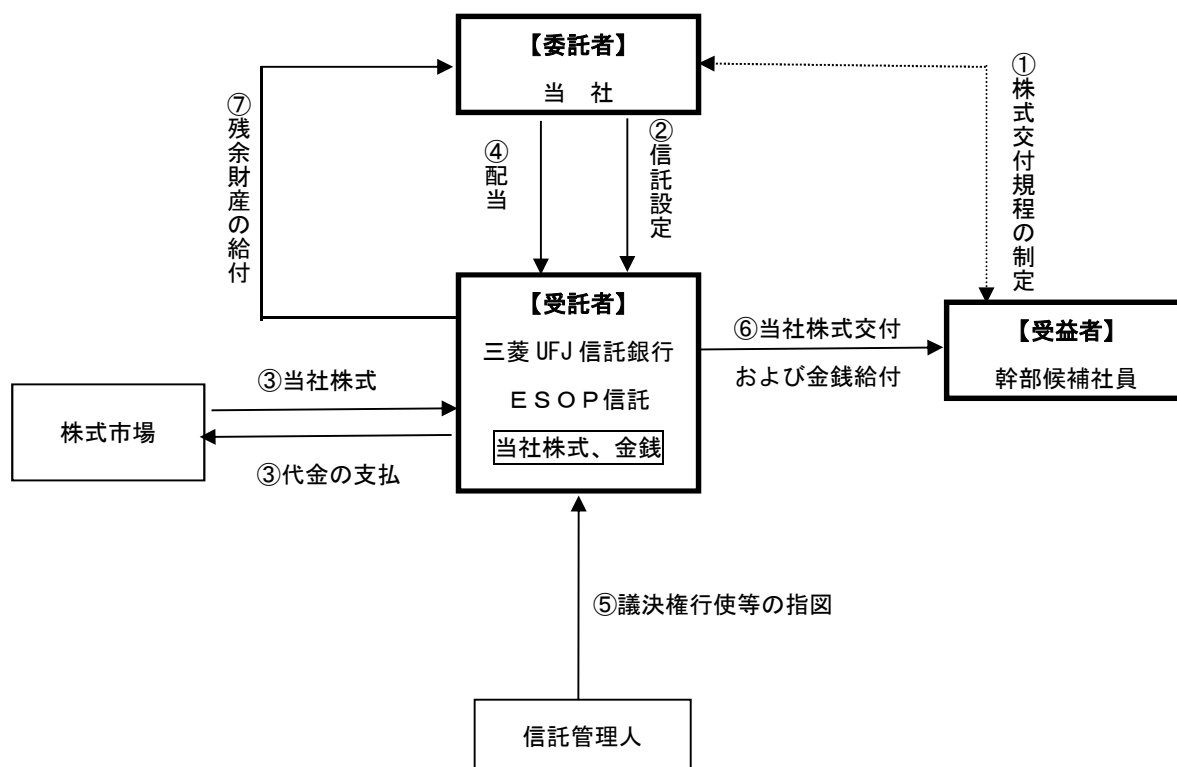 【委託者】
当　社
①株式交付規程の制定
⑦残余財産の給付
④配当
②信託設定
【受託者】
三菱 UFJ 信託銀行
ＥＳＯＰ信託
当社株式、金銭
⑥当社株式交付
および金銭給付
【受益者】
幹部候補社員
③当社株式
株式市場
③代金の支払
⑤議決権行使等の指図
信託管理人